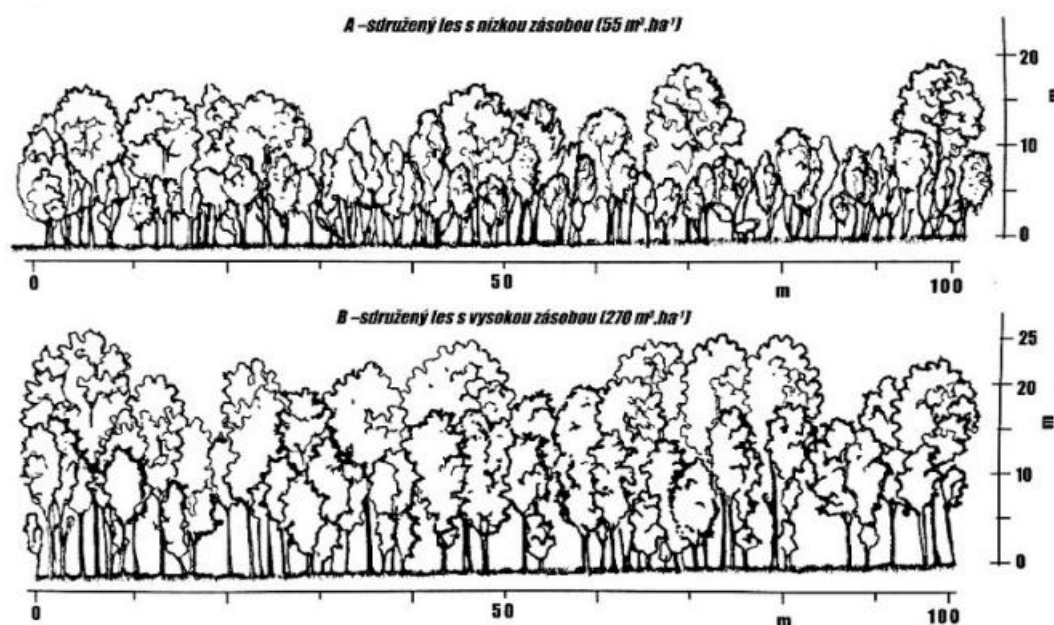 A –sdružený les s nízkou zásobou (55 m³.ha⁻¹)
20
m
10
0
0
50
m
100
B –sdružený les s vysokou zásobou (270 m³.ha⁻¹)
25
20
m
10
0
0
50
m
100